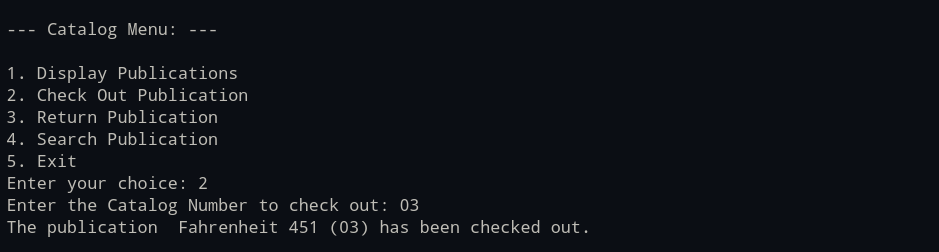 --- Catalog Menu: ---
1. Display Publications
2. Check Out Publication
3. Return Publication
4. Search Publication
5. Exit
Enter your choice: 2
Enter the Catalog Number to check out: 03
The publication  Fahrenheit 451 (03) has been checked out.